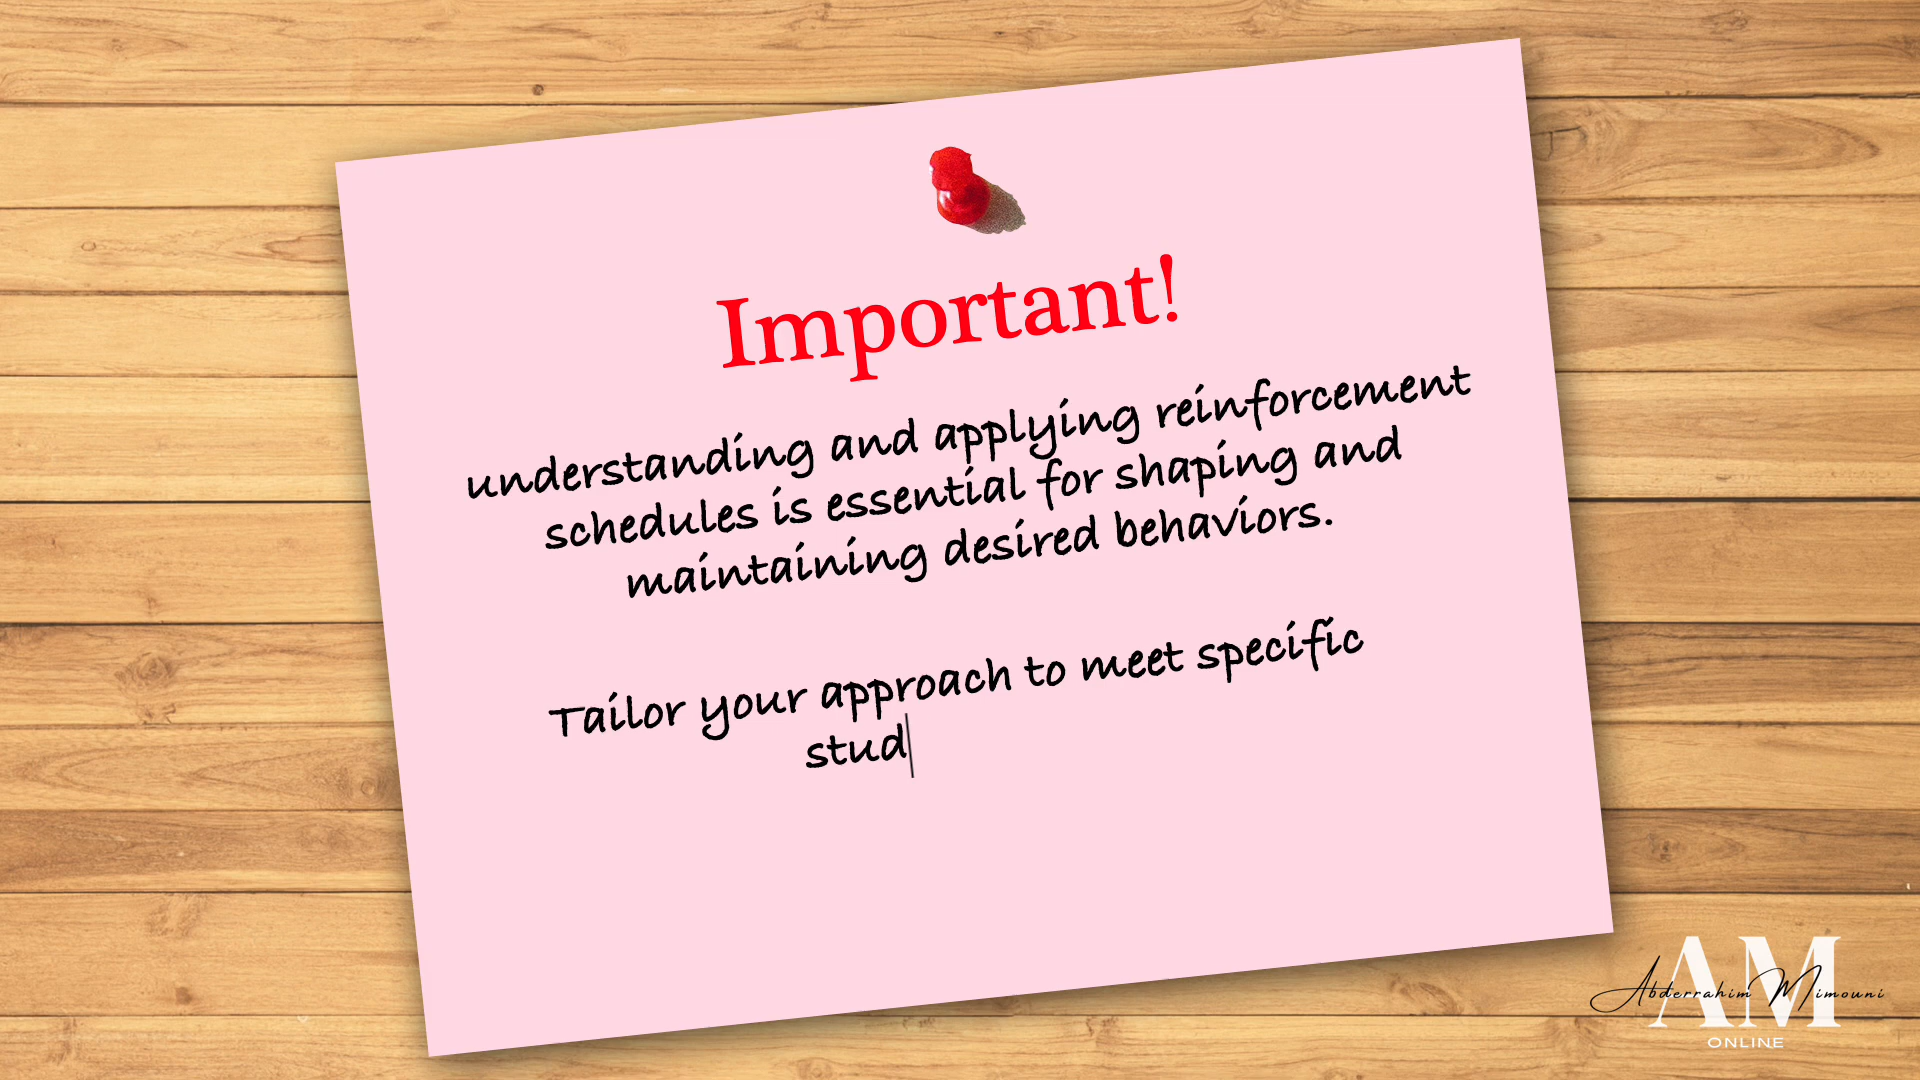 Important!
understanding and applying reinforcement
schedules is essential for shaping and
maintaining desired behaviors.
Tailor your approach to meet specific
stud
AM
Abderrahim Mimouni
ONLINE